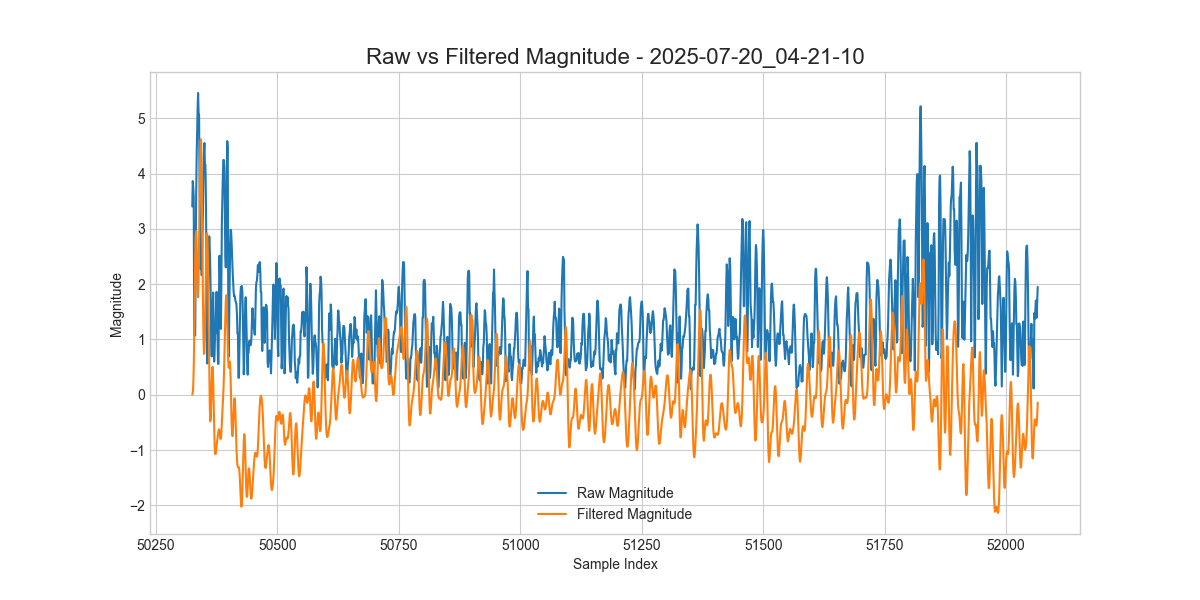 Raw vs Filtered Magnitude - 2025-07-20_04-21-10
5
4
3
2
1
0
−1
−2
Magnitude
Raw Magnitude
Filtered Magnitude
50250 50500 50750 51000 51250 51500 51750 52000
Sample Index